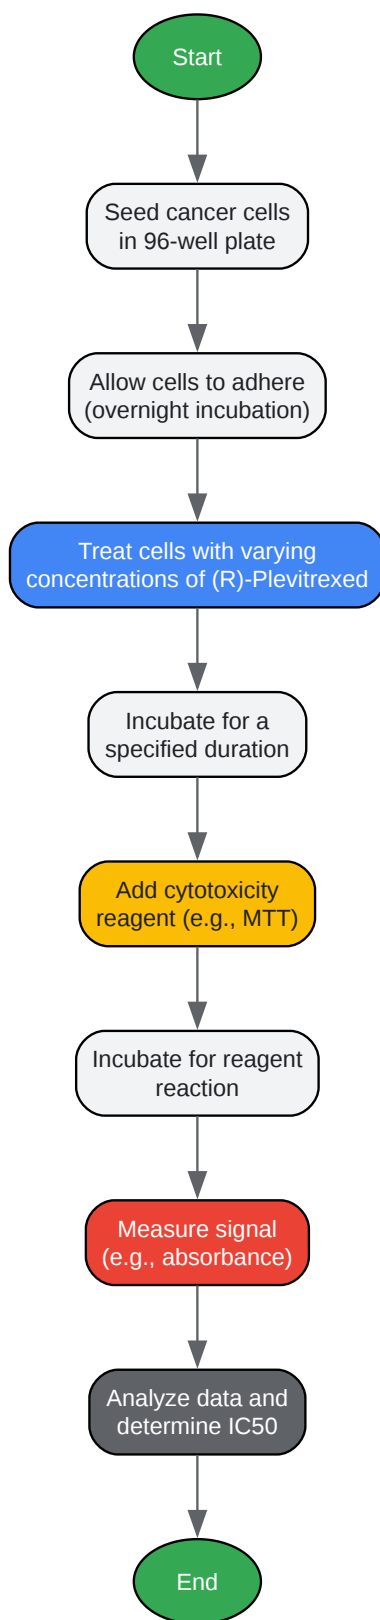 Start
Seed cancer cells
in 96-well plate
Allow cells to adhere
(overnight incubation)
Treat cells with varying
concentrations of (R)-Plevitrexed
Incubate for a
specified duration
Add cytotoxicity
reagent (e.g., MTT)
Incubate for reagent
reaction
Measure signal
(e.g., absorbance)
Analyze data and
determine IC50
End